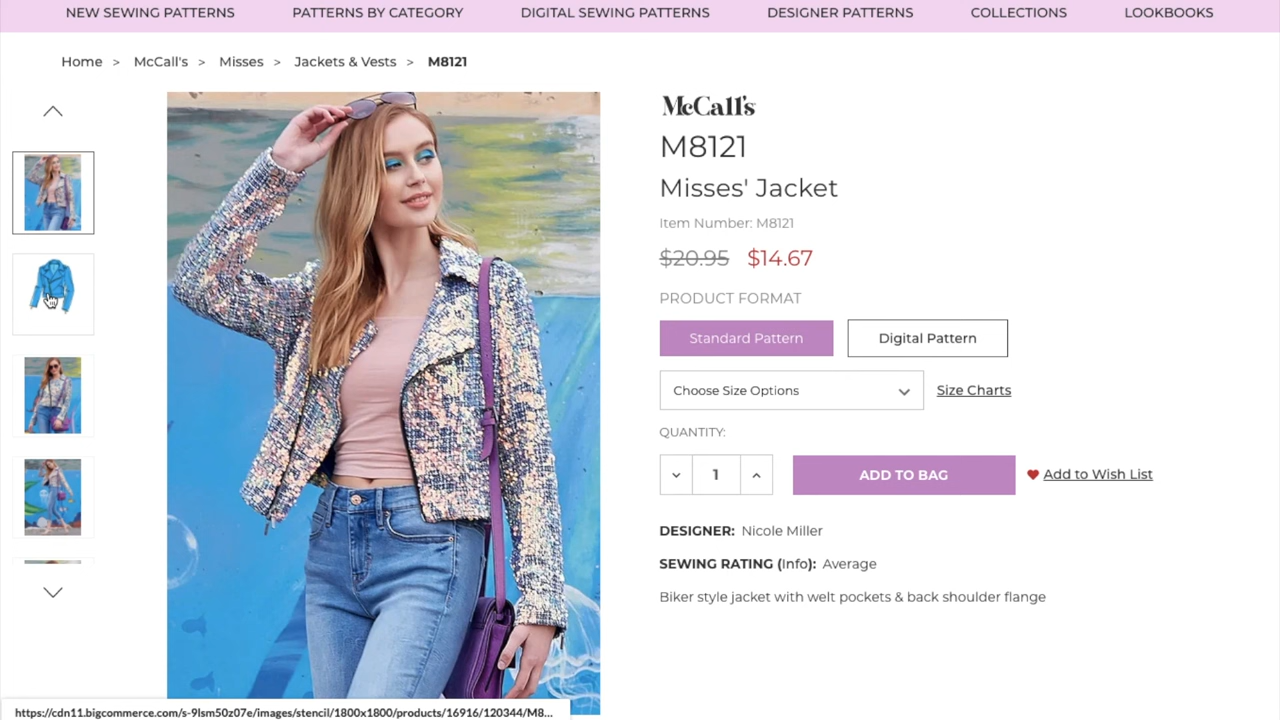 NEW SEWING PATTERNS PATTERNS BY CATEGORY DIGITAL SEWING PATTERNS DESIGNER PATTERNS COLLECTIONS LOOKBOOKS
Home > McCall's > Misses > Jackets & Vests > M8121
McCall's
M8121
Misses' Jacket
Item Number: M8121
$20.95 $14.67
PRODUCT FORMAT
Standard Pattern Digital Pattern
Choose Size Options Size Charts
QUANTITY:
1 ADD TO BAG Add to Wish List
DESIGNER: Nicole Miller
SEWING RATING (Info): Average
Biker style jacket with welt pockets & back shoulder flange
https://cdn11.bigcommerce.com/s-9lsm50z07e/images/stencil/1800x1800/products/16916/120344/M8...